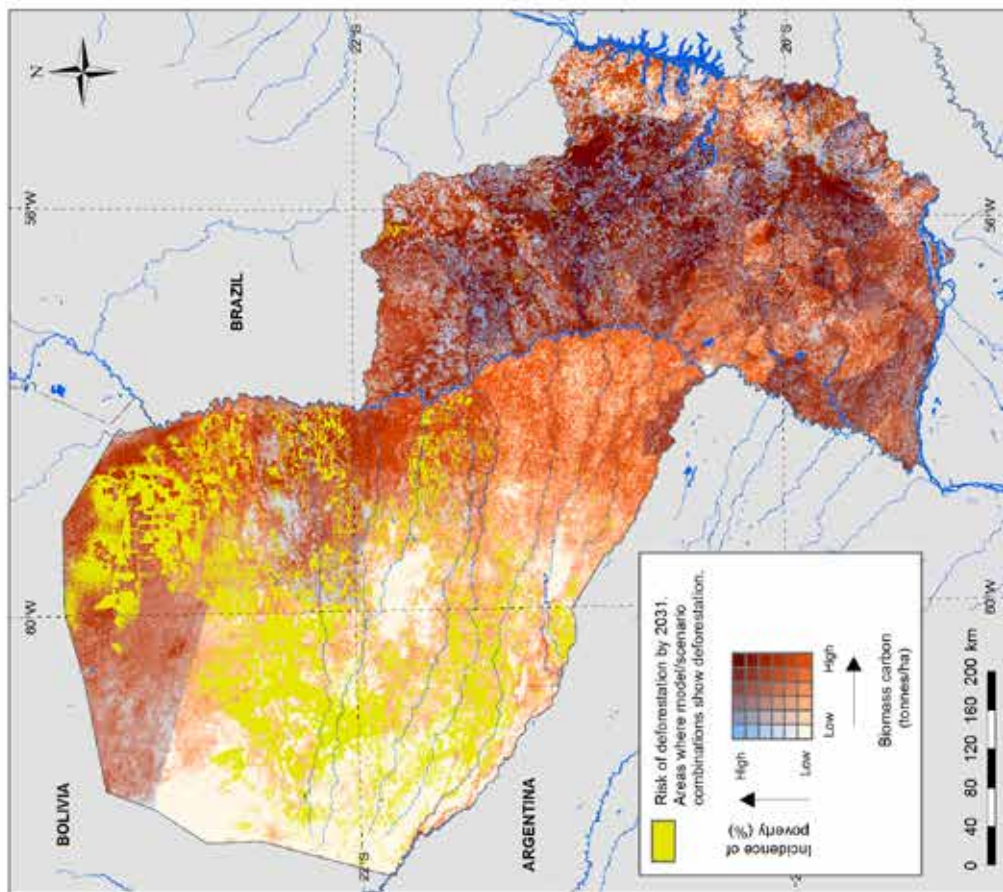 N
22°S
26°S
56°W
BRAZIL
BOLIVIA
60°W
22°S
ARGENTINA
56°W
60°W
Risk of deforestation by 2031.
Areas where model/scenario
combinations show deforestation.
Incidence of
poverty (%)
High
Low
Low
High
Biomass carbon
(tonnes/ha)
0
40
80
120
160
200 km